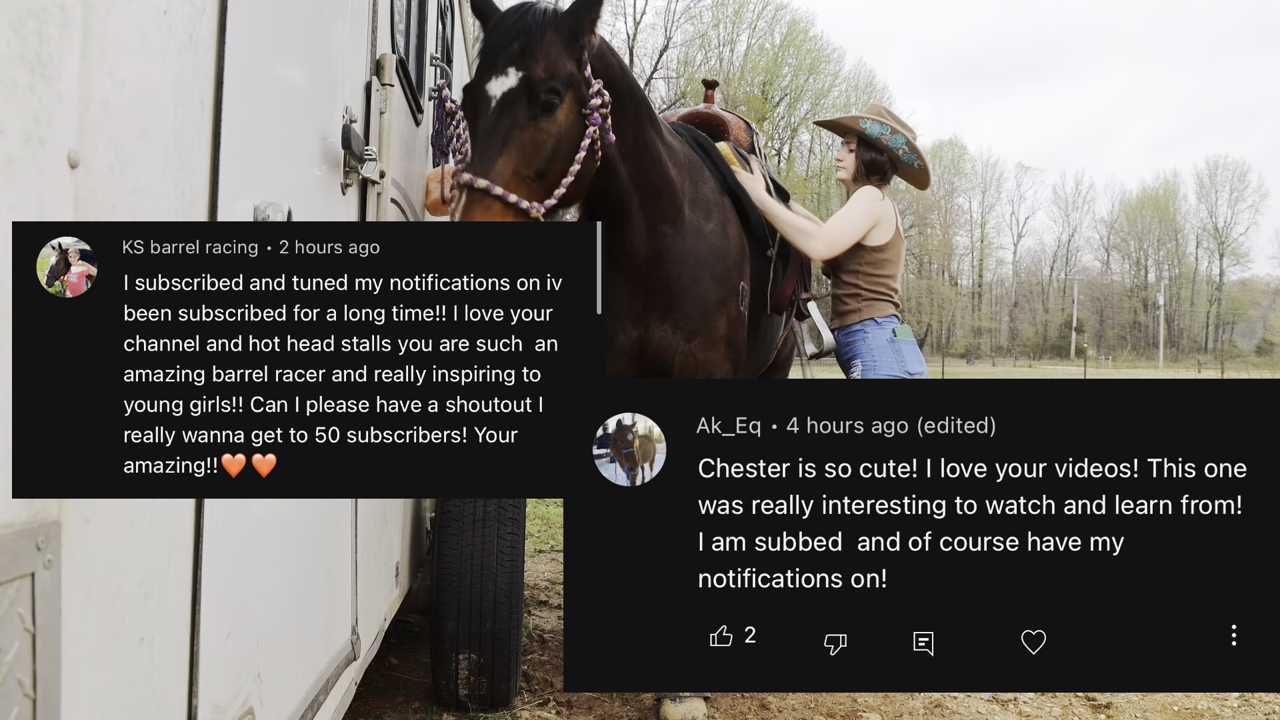 KS barrel racing • 2 hours ago
I subscribed and tuned my notifications on iv
been subscribed for a long time!! I love your
channel and hot head stalls you are such  an
amazing barrel racer and really inspiring to
young girls!! Can I please have a shoutout I
really wanna get to 50 subscribers! Your
amazing!!🧡🧡
Ak_Eq • 4 hours ago (edited)
Chester is so cute! I love your videos! This one
was really interesting to watch and learn from!
I am subbed  and of course have my
notifications on!
2